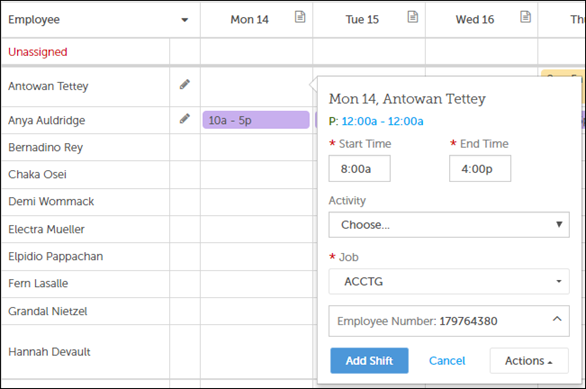 Employee Mon 14 Tue 15 Wed 16
Unassigned
Antowan Tettey
Anya Auldridge 10a - 5p
Bernadino Rey
Chaka Osei
Demi Wommack
Electra Mueller
Elpidio Pappachan
Fern Lasalle
Grandal Nietzel
Hannah Devault
Mon 14, Antowan Tettey
P: 12:00a - 12:00a
* Start Time * End Time
8:00a 4:00p
Activity
Choose...
* Job
ACCTG
Employee Number: 179764380
Add Shift Cancel Actions